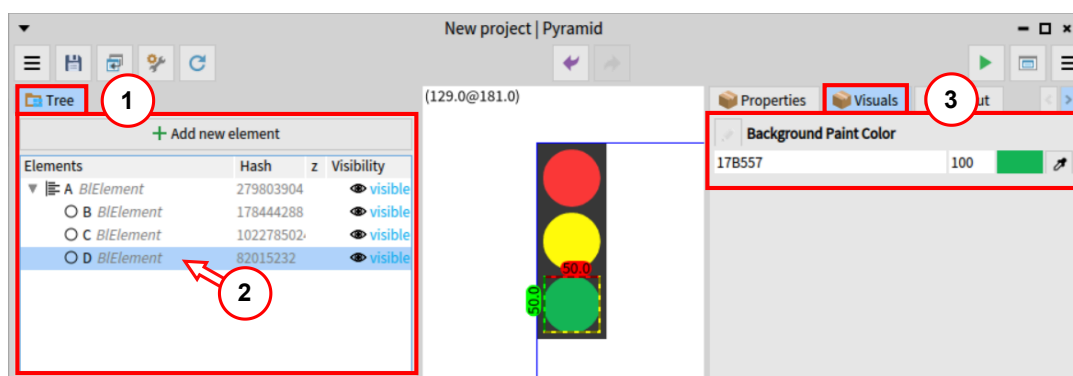 New project | Pyramid
Tree
1
(129.0@181.0)
Properties
Visuals
3
ut
+ Add new element
Background Paint Color
Elements Hash z Visibility
17B557 100
A BlElement 279803904 visible
B BlElement 178444288 visible
C BlElement 102278502 visible
D BlElement 82015232 visible
2
50.0
50.0